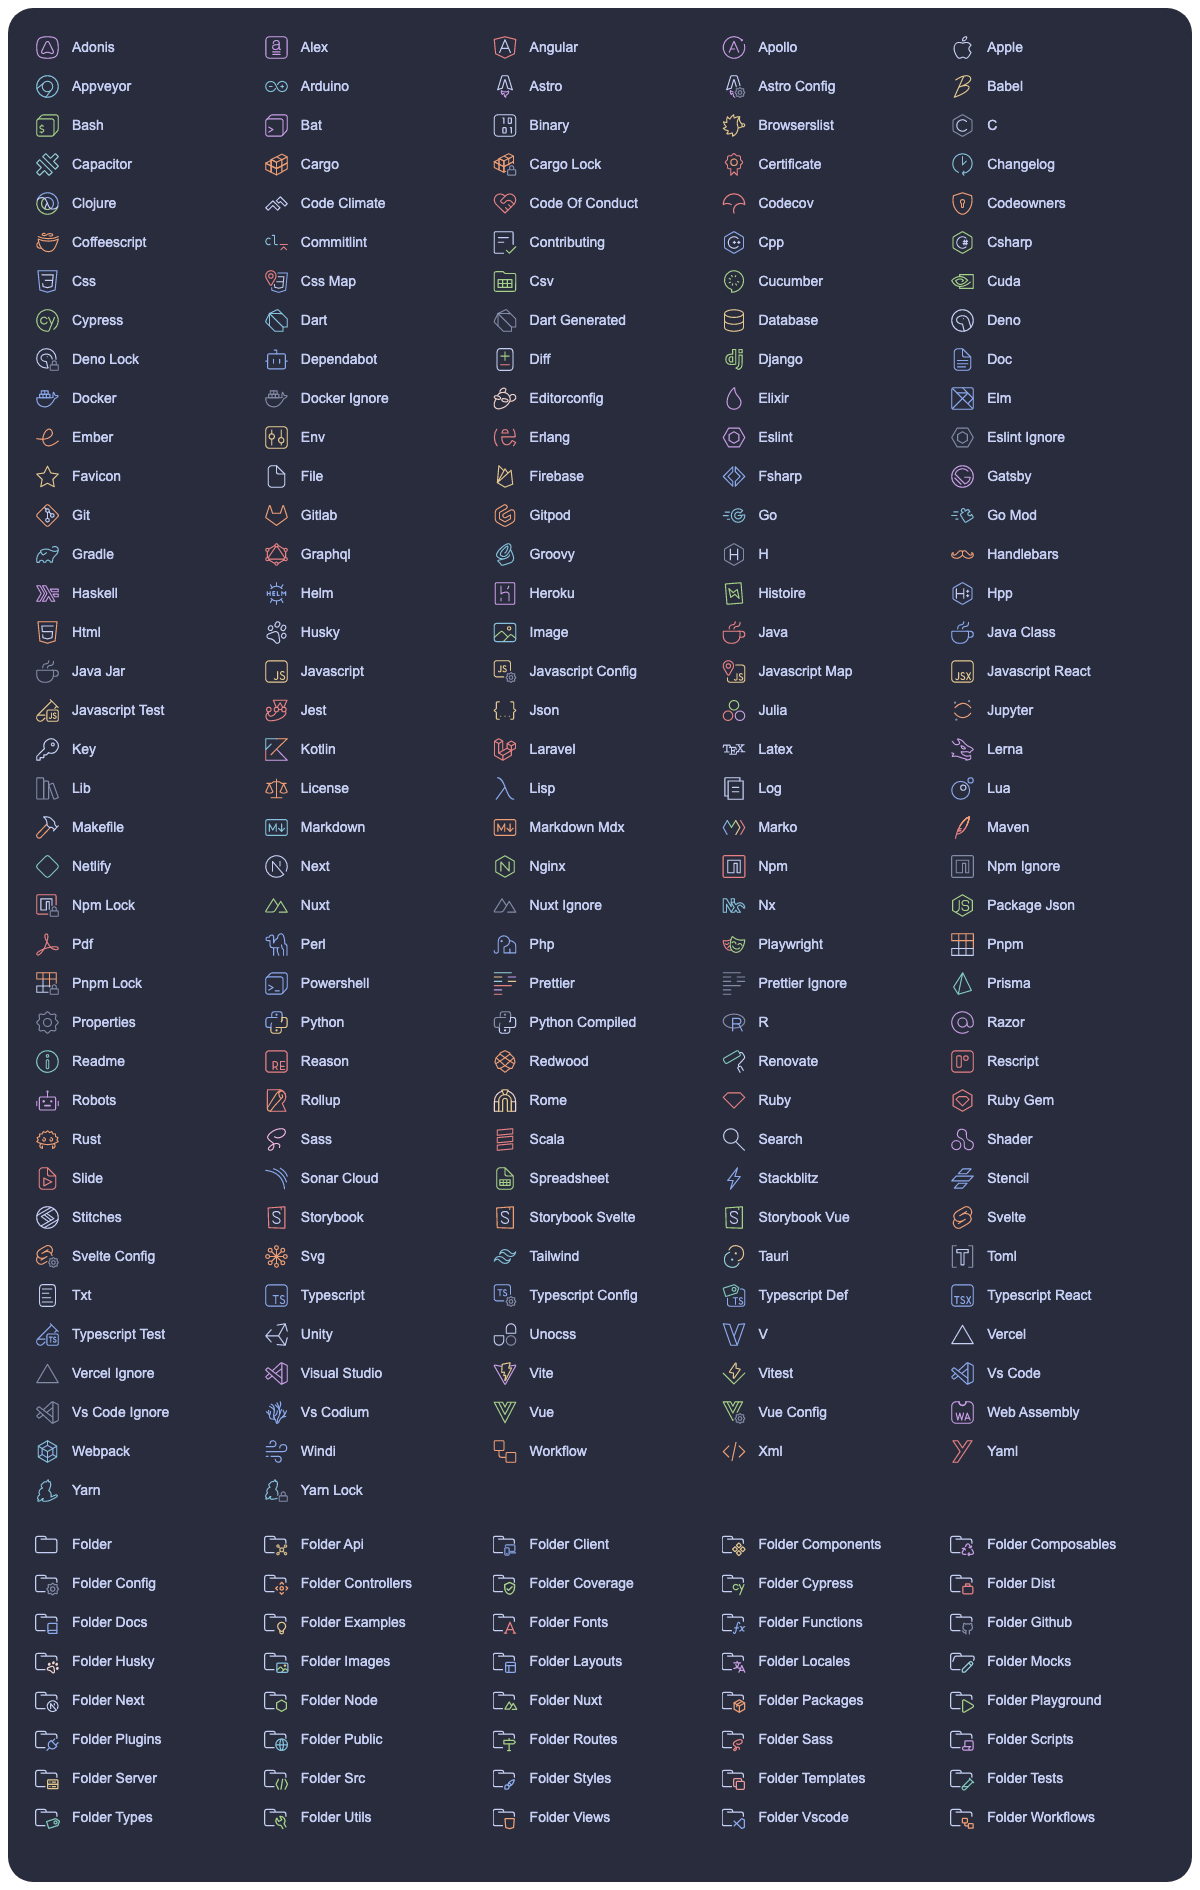 Adonis Alex Angular Apollo Apple
Appveyor Arduino Astro Astro Config Babel
Bash Bat Binary Browserslist C
Capacitor Cargo Cargo Lock Certificate Changelog
Clojure Code Climate Code Of Conduct Codecov Codeowners
Coffeescript Commitlint Contributing Cpp Csharp
Css Css Map Csv Cucumber Cuda
Cypress Dart Dart Generated Database Deno
Deno Lock Dependabot Diff Django Doc
Docker Docker Ignore Editorconfig Elixir Elm
Ember Env Erlang Eslint Eslint Ignore
Favicon File Firebase Fsharp Gatsby
Git Gitlab Gitpod Go Go Mod
Gradle Graphql Groovy H Handlebars
Haskell Helm Heroku Histoire Hpp
Html Husky Image Java Java Class
Java Jar Javascript Javascript Config Javascript Map Javascript React
Javascript Test Jest Json Julia Jupyter
Key Kotlin Laravel Latex Lerna
Lib License Lisp Log Lua
Makefile Markdown Markdown Mdx Marko Maven
Netlify Next Nginx Npm Npm Ignore
Npm Lock Nuxt Nuxt Ignore Nx Package Json
Pdf Perl Php Playwright Pnpm
Pnpm Lock Powershell Prettier Prettier Ignore Prisma
Properties Python Python Compiled R Razor
Readme Reason Redwood Renovate Rescript
Robots Rollup Rome Ruby Ruby Gem
Rust Sass Scala Search Shader
Slide Sonar Cloud Spreadsheet Stackblitz Stencil
Stitches Storybook Storybook Svelte Storybook Vue Svelte
Svelte Config Svg Tailwind Tauri Toml
Txt Typescript Typescript Config Typescript Def Typescript React
Typescript Test Unity Unocss V Vercel
Vercel Ignore Visual Studio Vite Vitest Vs Code
Vs Code Ignore Vs Codium Vue Vue Config Web Assembly
Webpack Windi Workflow Xml Yaml
Yarn Yarn Lock
Folder Folder Api Folder Client Folder Components Folder Composables
Folder Config Folder Controllers Folder Coverage Folder Cypress Folder Dist
Folder Docs Folder Examples Folder Fonts Folder Functions Folder Github
Folder Husky Folder Images Folder Layouts Folder Locales Folder Mocks
Folder Next Folder Node Folder Nuxt Folder Packages Folder Playground
Folder Plugins Folder Public Folder Routes Folder Sass Folder Scripts
Folder Server Folder Src Folder Styles Folder Templates Folder Tests
Folder Types Folder Utils Folder Views Folder Vscode Folder Workflows